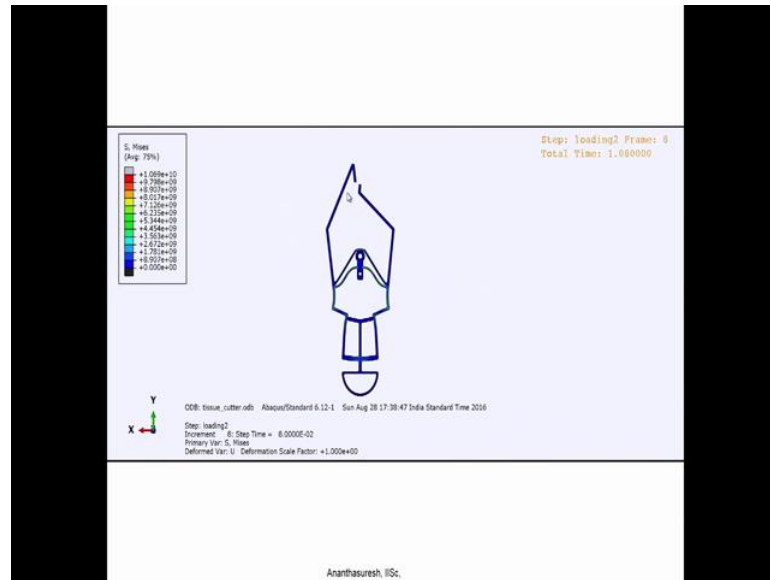 Step: loading2 Frame: 8
Total Time: 1.080000
S, Mises
(Avg: 75%)
+1.069e+10
+9.798e+09
+8.907e+09
+8.017e+09
+7.126e+09
+6.235e+09
+5.344e+09
+4.454e+09
+3.563e+09
+2.672e+09
+1.781e+09
+8.907e+08
+0.000e+00
Y
X
ODB: tissue_cutter.odb Abaqus/Standard 6.12-1 Sun Aug 28 17:38:47 India Standard Time 2016
Step: loading2
Increment 8: Step Time = 8.0000E-02
Primary Var: S, Mises
Deformed Var: U Deformation Scale Factor: +1.000e+00
Ananthasuresh, IISc,